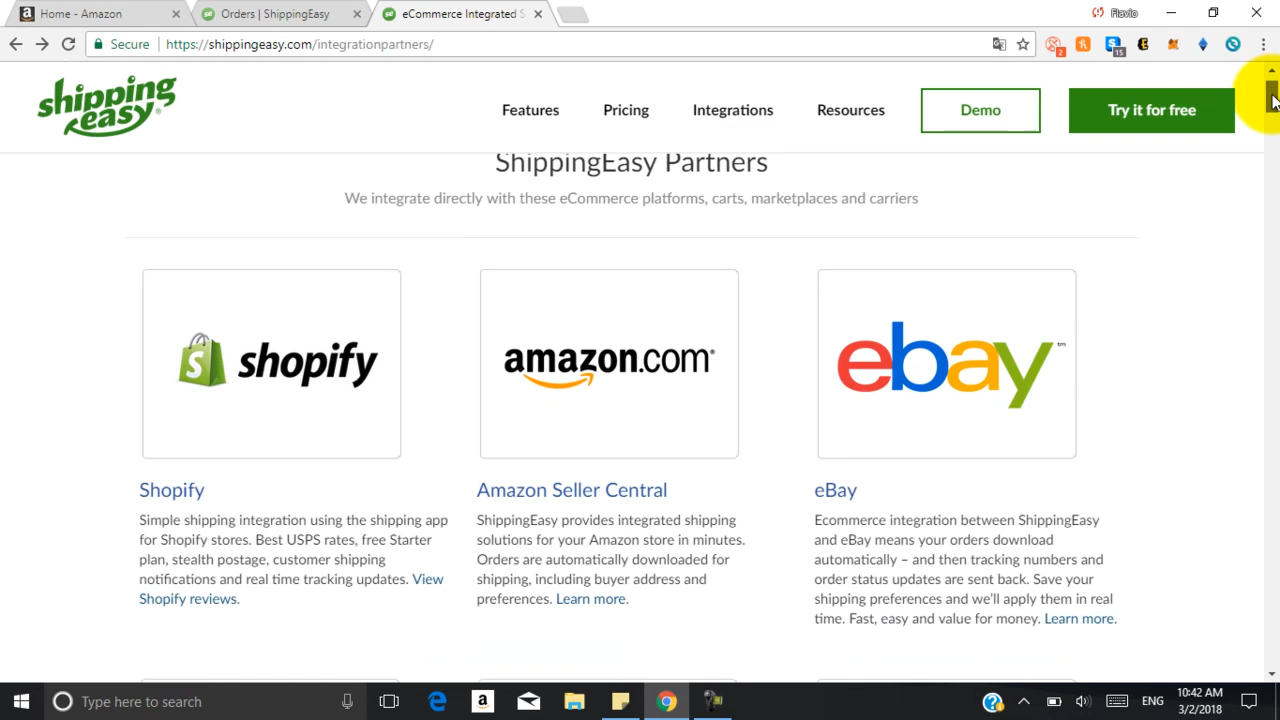 Home - Amazon
Orders | ShippingEasy
eCommerce Integrated S
Flavio
Secure
https://shippingeasy.com/integrationpartners/
2
15
shipping easy
Features
Pricing
Integrations
Resources
Demo
Try it for free
ShippingEasy Partners
We integrate directly with these eCommerce platforms, carts, marketplaces and carriers
shopify
amazon.com
ebay™
Shopify
Simple shipping integration using the shipping app
for Shopify stores. Best USPS rates, free Starter
plan, stealth postage, customer shipping
notifications and real time tracking updates. View
Shopify reviews.
Amazon Seller Central
ShippingEasy provides integrated shipping
solutions for your Amazon store in minutes.
Orders are automatically downloaded for
shipping, including buyer address and
preferences. Learn more.
eBay
Ecommerce integration between ShippingEasy
and eBay means your orders download
automatically – and then tracking numbers and
order status updates are sent back. Save your
shipping preferences and we'll apply them in real
time. Fast, easy and value for money. Learn more.
Type here to search
ENG
10:42 AM
3/2/2018